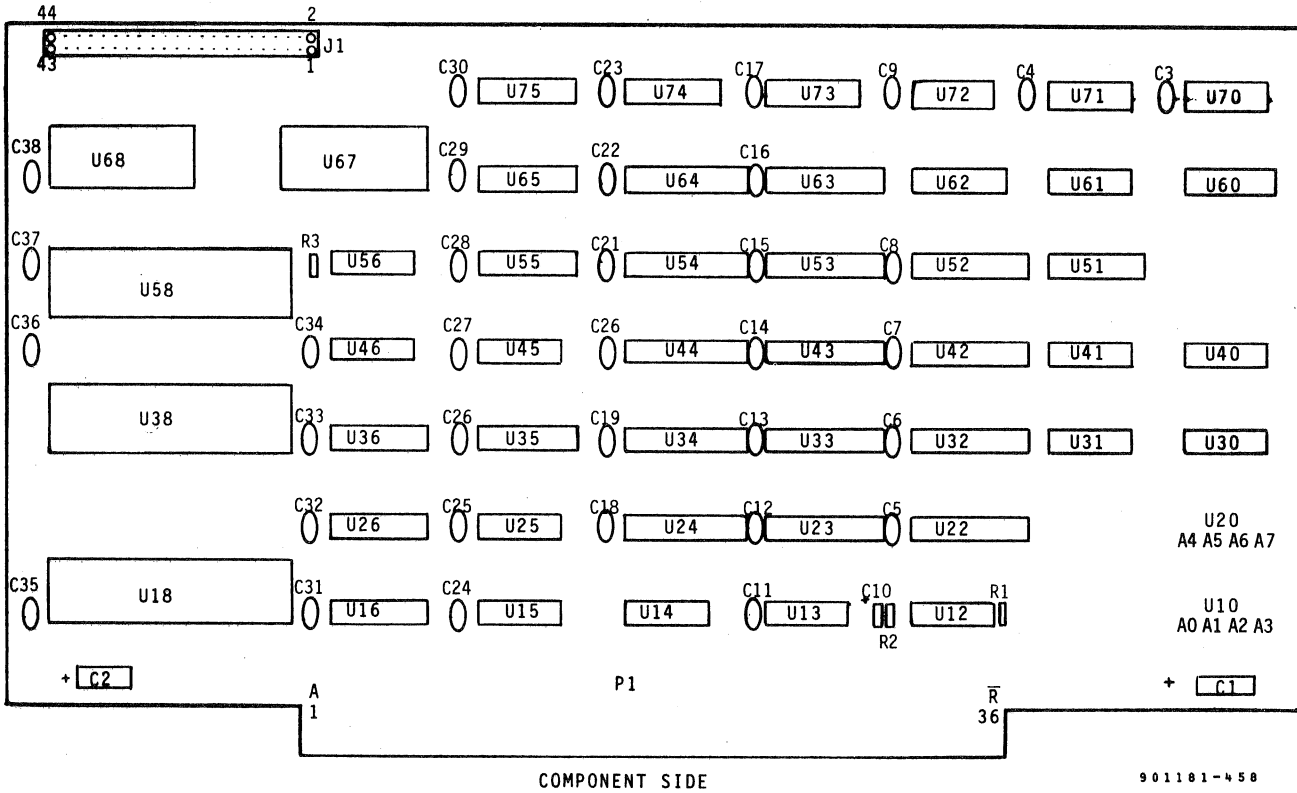 44 2
J1
43 1
C30 C23 C17 C9 C4 C3
U75 U74 U73 U72 U71 U70
C38 C29 C22 C16
U68 U67 U65 U64 U63 U62 U61 U60
C37 R3 C28 C21 C15 C8
U58 U56 U55 U54 U53 U52 U51
C36 C34 C27 C26 C14 C7
U46 U45 U44 U43 U42 U41 U40
U38 C33 C26 C19 C13 C6
U36 U35 U34 U33 U32 U31 U30
C32 C25 C18 C12 C5
U26 U25 U24 U23 U22 U20
A4 A5 A6 A7
C35 C31 C24 C11 +C10 R1
U18 U16 U15 U14 U13 U12 U10
R2 A0 A1 A2 A3
+ C2 P1 + C1
A R̅
1 36
COMPONENT SIDE
901181-458